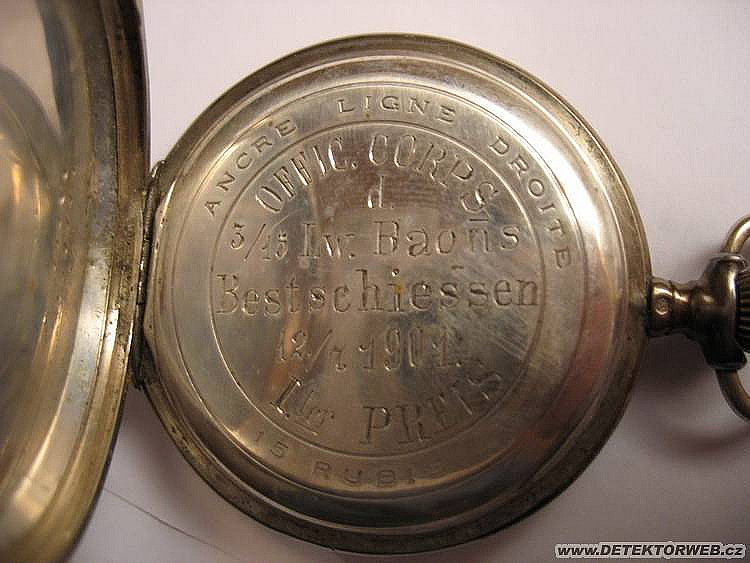 ANCRE LIGNE DROITE
OFFIC. CORPS
d.
3/15 Lw. Baons
Bestschiessen
12/7 1901.
PREIS
15 RUBIS
www.DETEKTORWEB.cz